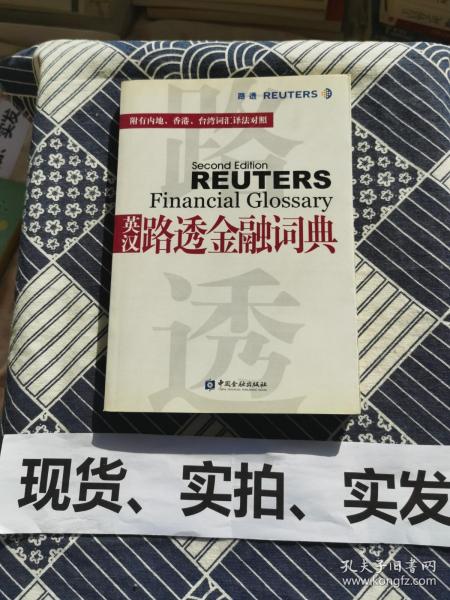 路透 REUTERS
附有内地、香港、台湾词汇译法对照
路
Second Edition
REUTERS
Financial Glossary
英汉路透金融词典
透
中国金融出版社
现货、实拍、实发
孔夫子旧书网
www.kongfz.com